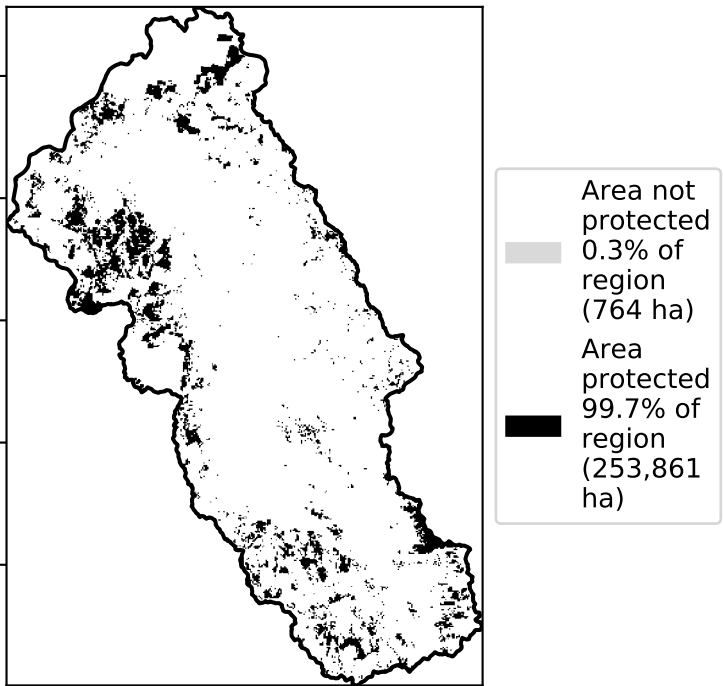 Area not
protected
0.3% of
region
(764 ha)
Area
protected
99.7% of
region
(253,861
ha)